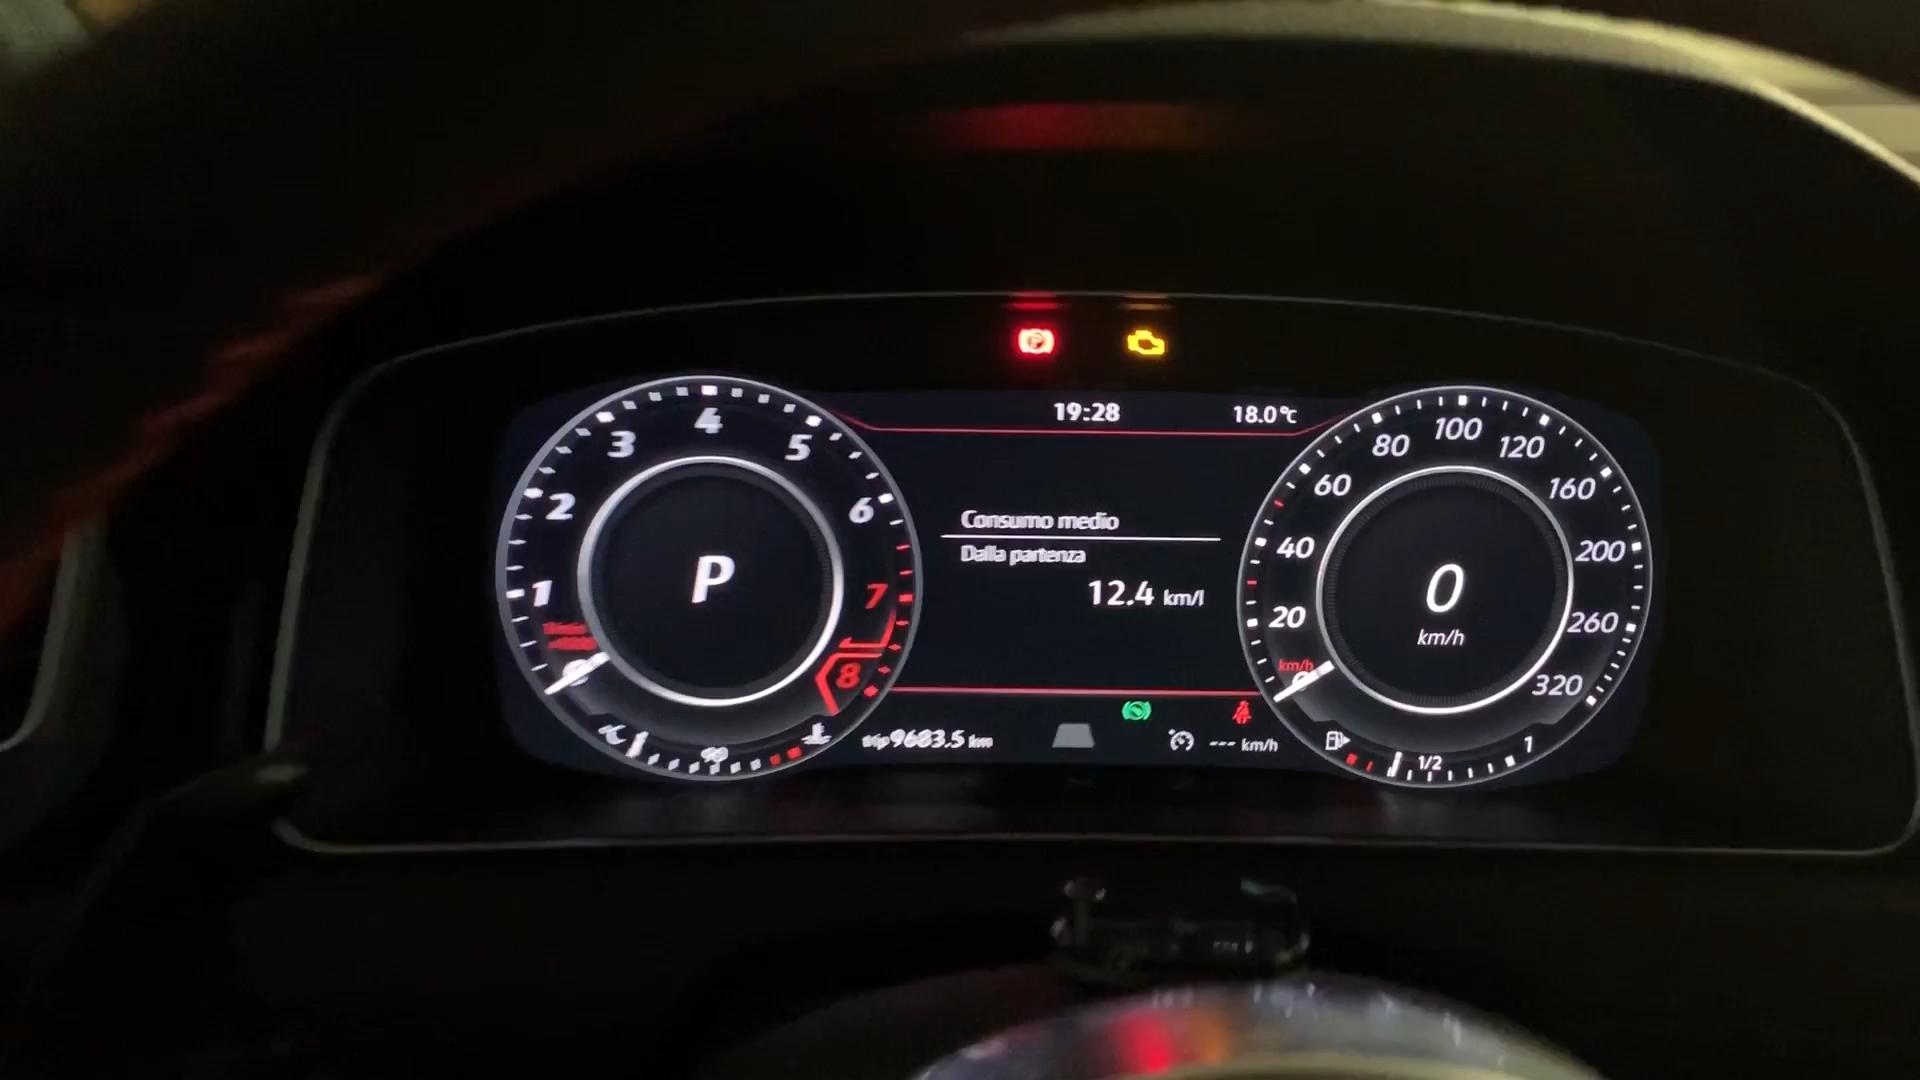 19:28
18.0°C
1
2
3
4
5
6
7
8
P
90
Consumo medio
Dalla partenza
12.4 km/l
20
40
60
80
100
120
160
200
260
320
0
km/h
km/h
trip 9683.5 km
--- km/h
1/2
1